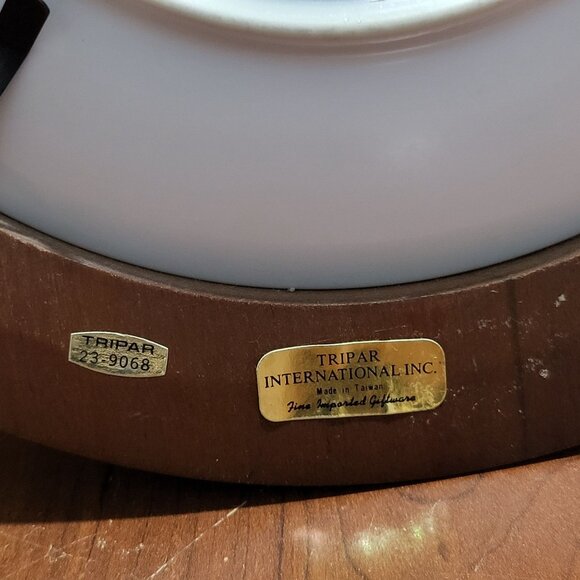 TRIPAR
23-9068
TRIPAR
INTERNATIONAL INC.
Made in Taiwan
Fine Imported Giftware